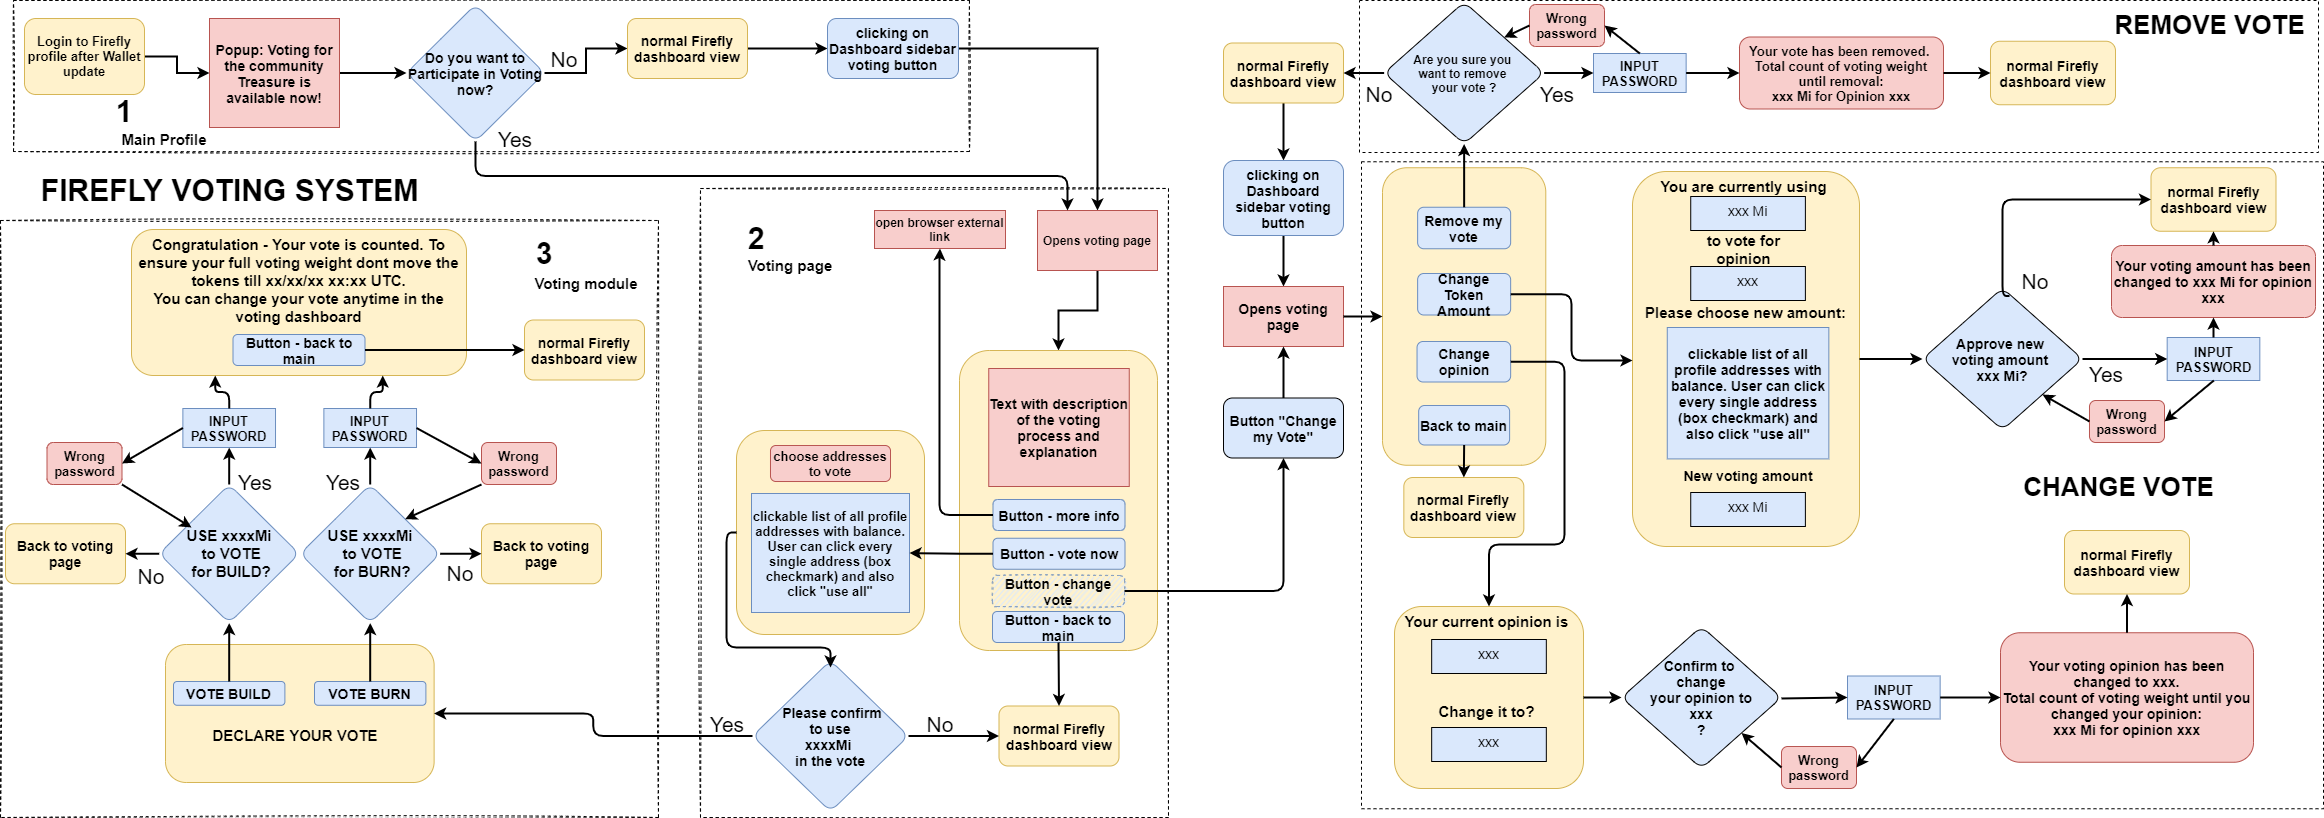 Login to Firefly
profile after Wallet
update
1
Main Profile
Popup: Voting for
the community
Treasure is
available now!
Do you want to
Participate in Voting
now?
No
Yes
normal Firefly
dashboard view
clicking on
Dashboard sidebar
voting button
FIREFLY VOTING SYSTEM
Congratulation - Your vote is counted. To
ensure your full voting weight dont move the
tokens till xx/xx/xx xx:xx UTC.
You can change your vote anytime in the
voting dashboard
Button - back to
main
3
Voting module
normal Firefly
dashboard view
INPUT
PASSWORD
INPUT
PASSWORD
Wrong
password
Wrong
password
Yes
Yes
Back to voting
page
No
USE xxxxMi
to VOTE
for BUILD?
USE xxxxMi
to VOTE
for BURN?
No
Back to voting
page
VOTE BUILD
VOTE BURN
DECLARE YOUR VOTE
2
Voting page
open browser external
link
Opens voting page
Text with description
of the voting
process and
explanation
Button - more info
Button - vote now
Button - change
vote
Button - back to
main
choose addresses
to vote
clickable list of all profile
addresses with balance.
User can click every
single address (box
checkmark) and also
click "use all"
Please confirm
to use
xxxxMi
in the vote
Yes
No
normal Firefly
dashboard view
normal Firefly
dashboard view
clicking on
Dashboard
sidebar voting
button
Opens voting
page
Button "Change
my Vote"
REMOVE VOTE
Are you sure you
want to remove
your vote ?
No
Yes
Wrong
password
INPUT
PASSWORD
Your vote has been removed.
Total count of voting weight
until removal:
xxx Mi for Opinion xxx
normal Firefly
dashboard view
Remove my
vote
Change
Token
Amount
Change
opinion
Back to main
normal Firefly
dashboard view
You are currently using
xxx Mi
to vote for
opinion
xxx
Please choose new amount:
clickable list of all
profile addresses with
balance. User can click
every single address
(box checkmark) and
also click "use all"
New voting amount
xxx Mi
Approve new
voting amount
xxx Mi?
No
Yes
normal Firefly
dashboard view
Your voting amount has been
changed to xxx Mi for opinion
xxx
INPUT
PASSWORD
Wrong
password
CHANGE VOTE
Your current opinion is
xxx
Change it to?
xxx
Confirm to
change
your opinion to
xxx
?
INPUT
PASSWORD
Wrong
password
normal Firefly
dashboard view
Your voting opinion has been
changed to xxx.
Total count of voting weight until you
changed your opinion:
xxx Mi for opinion xxx